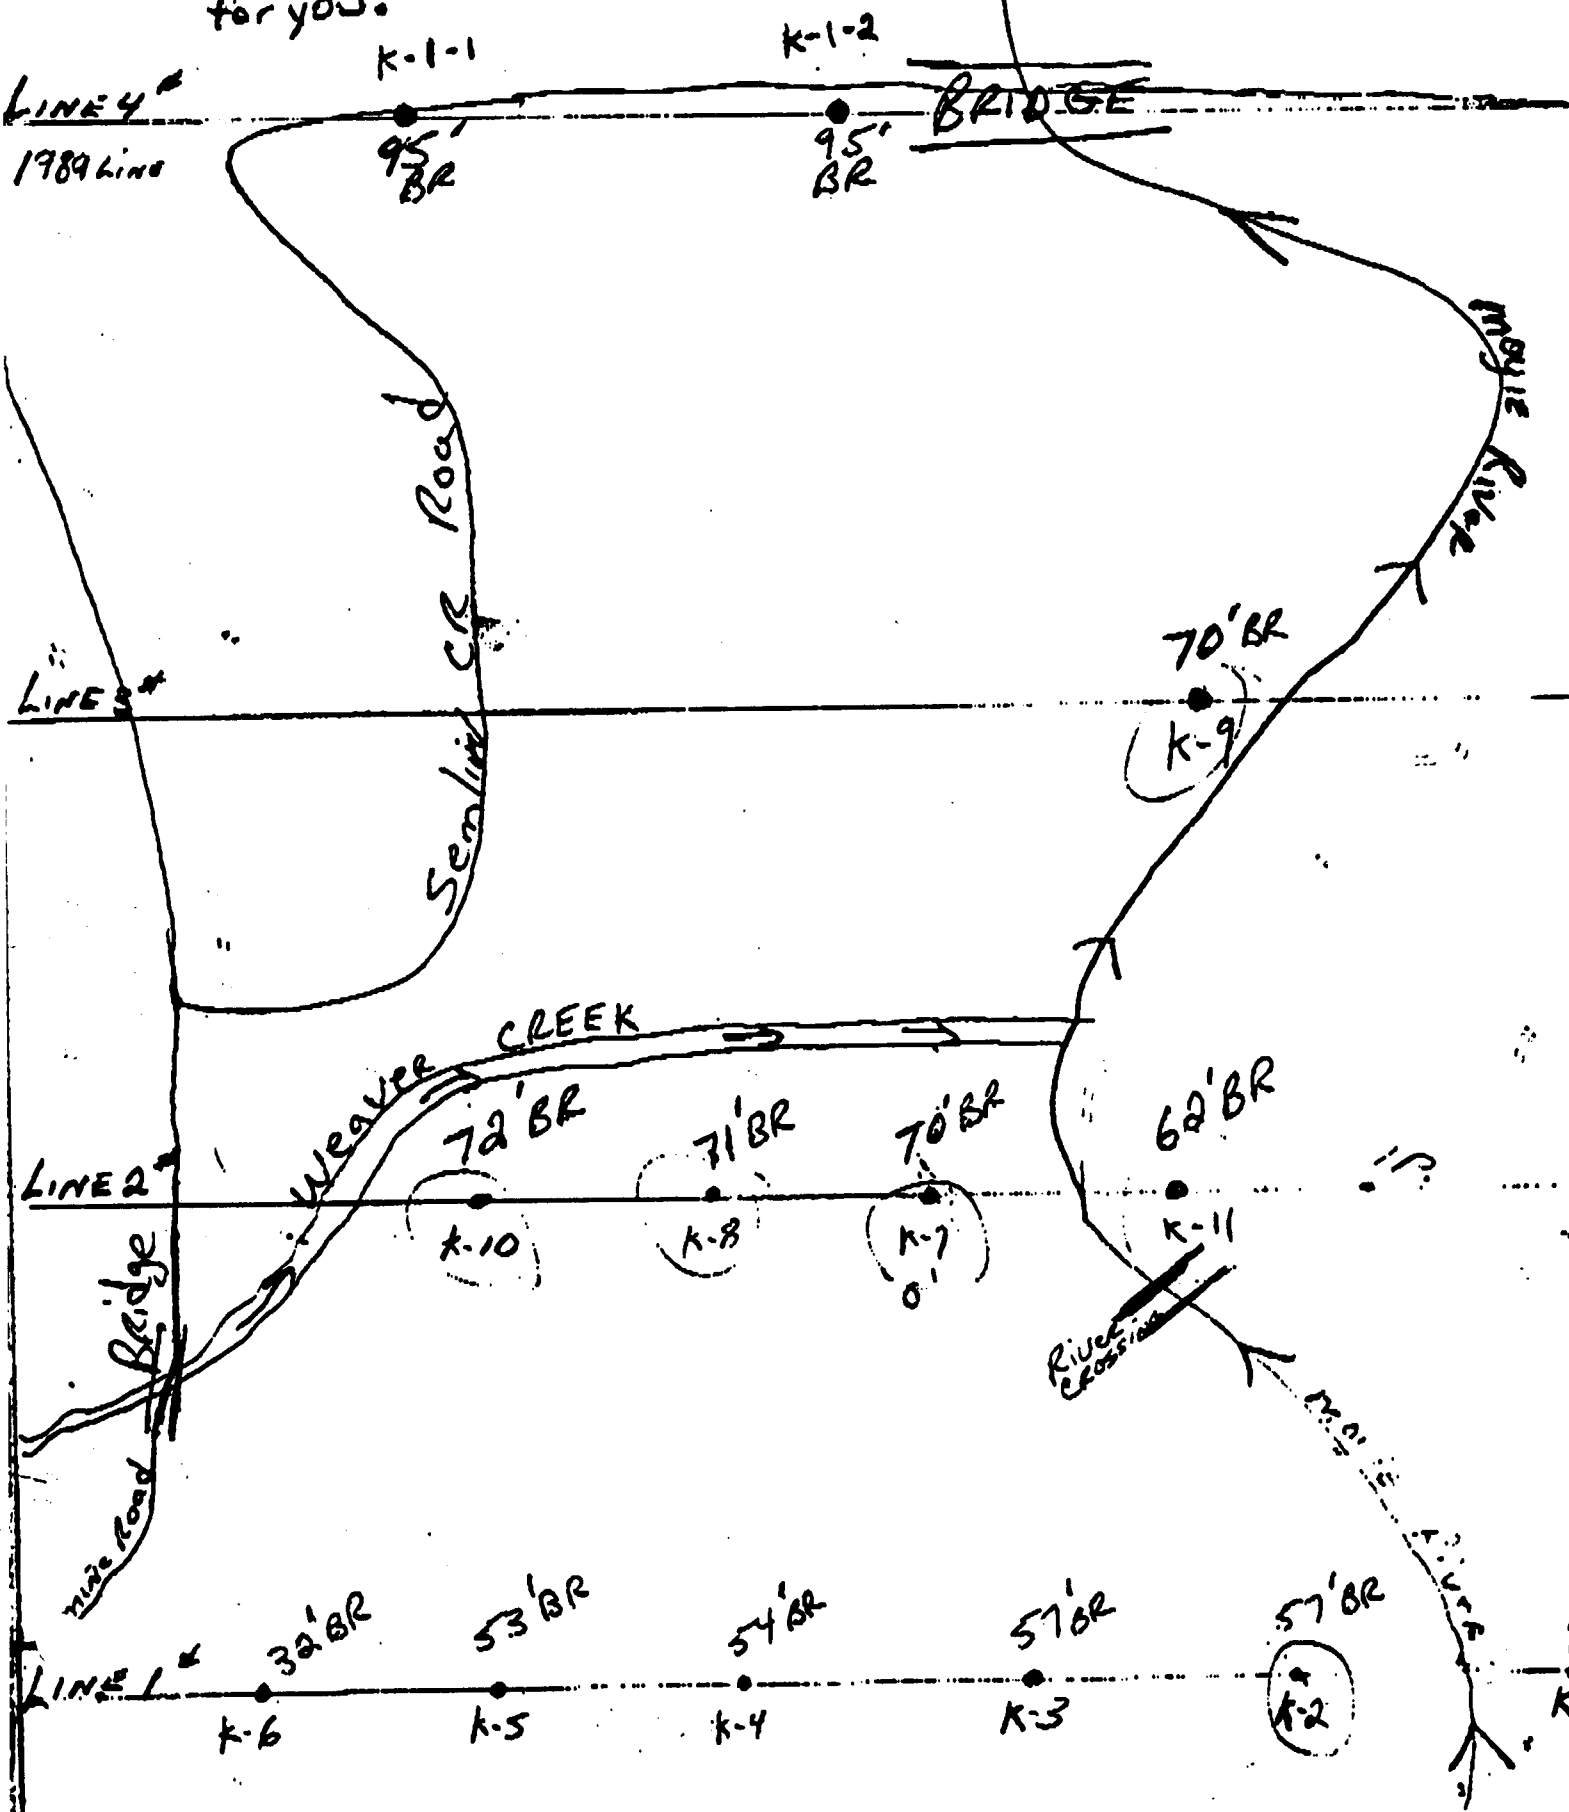 for you.
K-1-1
K-1-2
LINE 4 #
BRIDGE
1989 Line
95' BR
95' BR
Moyie River
Road
CR
70' BR
LINE 3 #
K-9
CREEK
Weaver
72' BR
71' BR
70' BR
62' BR
LINE 2 #
K-10
K-8
K-7
0'
K-11
Bridge
River Crossing
mine Road
32' BR
53' BR
54' BR
57' BR
57' BR
LINE 1 #
K-6
K-5
K-4
K-3
K-2
K